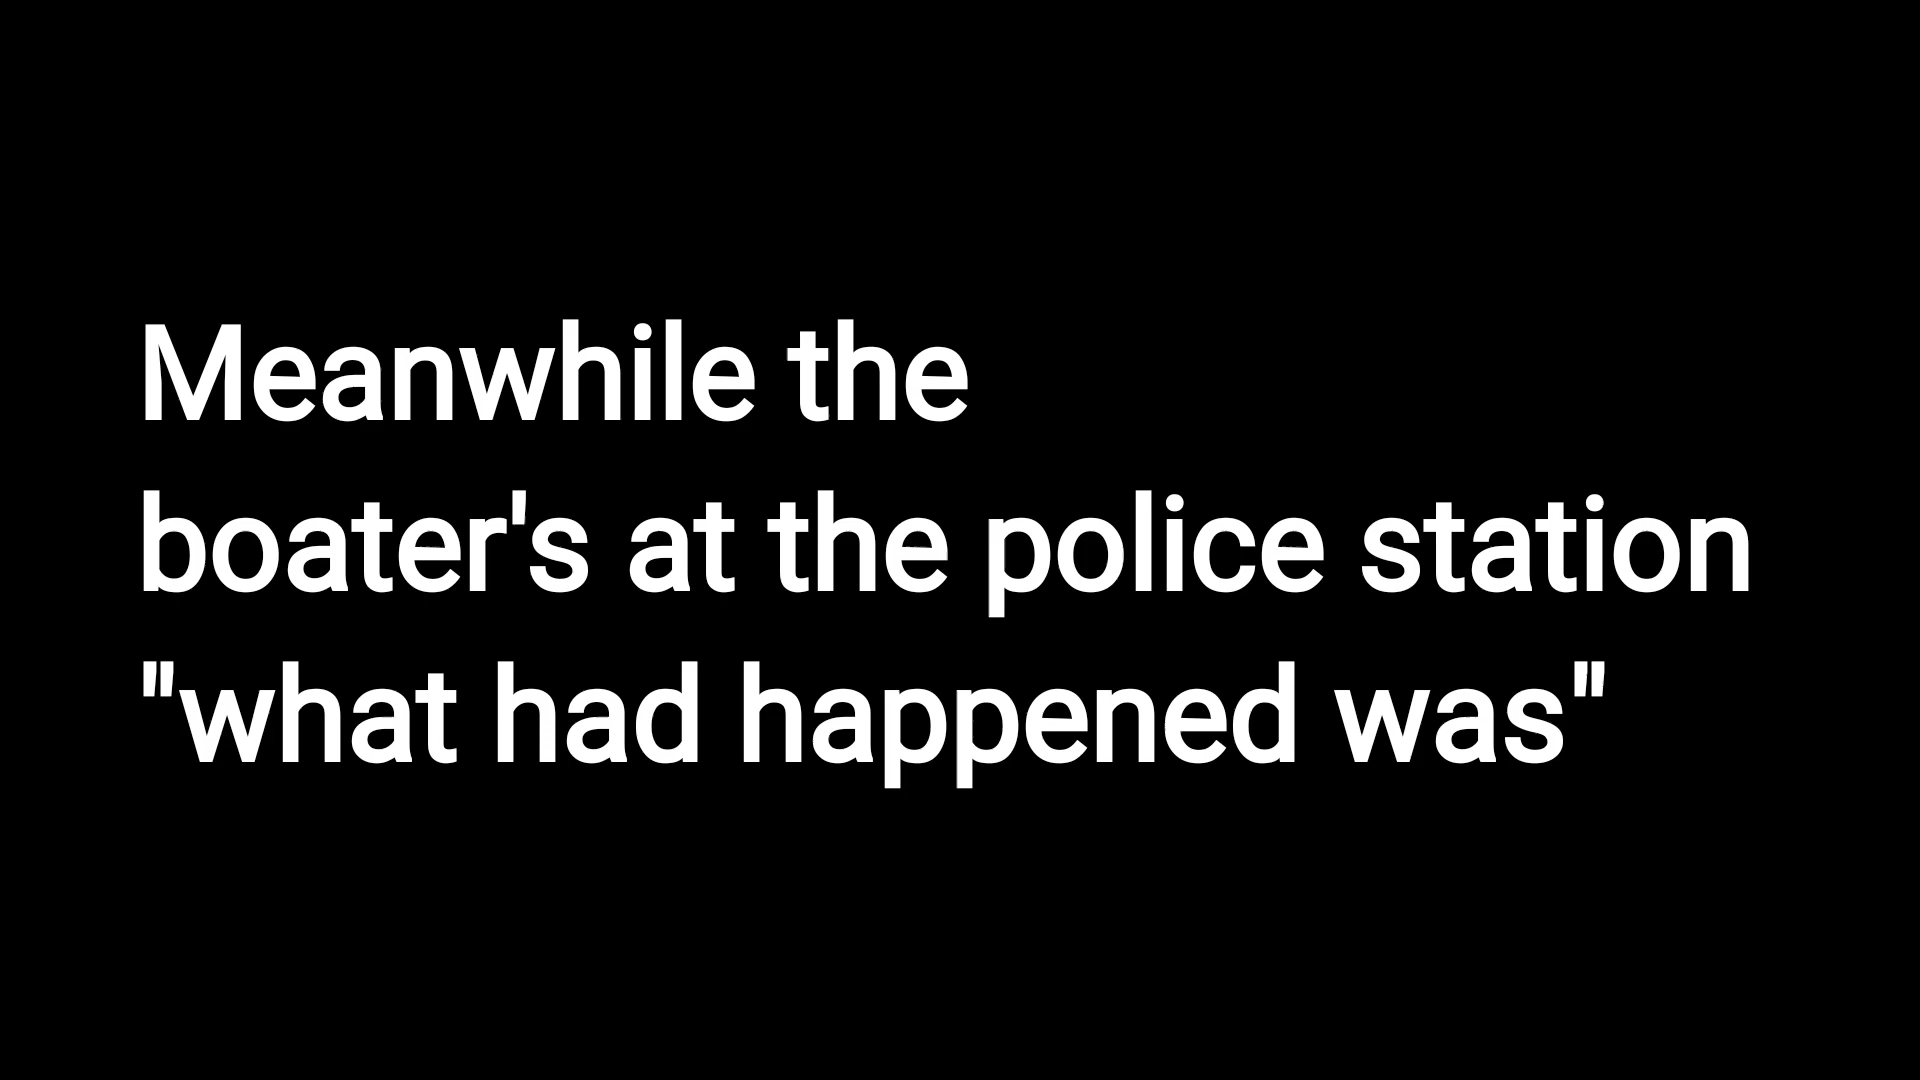 Meanwhile the
boater's at the police station
"what had happened was"